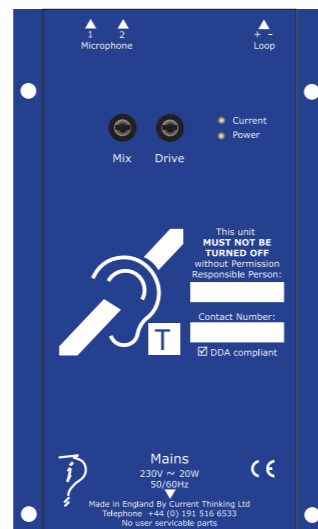 1 2
Microphone
+ -
Loop
Current
Power
Mix Drive
This unit
MUST NOT BE
TURNED OFF
without Permission
Responsible Person:
Contact Number:
DDA compliant
T
Mains
230V ~ 20W
50/60Hz
CE
Made in England By Current Thinking Ltd
Telephone +44 (0) 191 516 6533
No user servicable parts